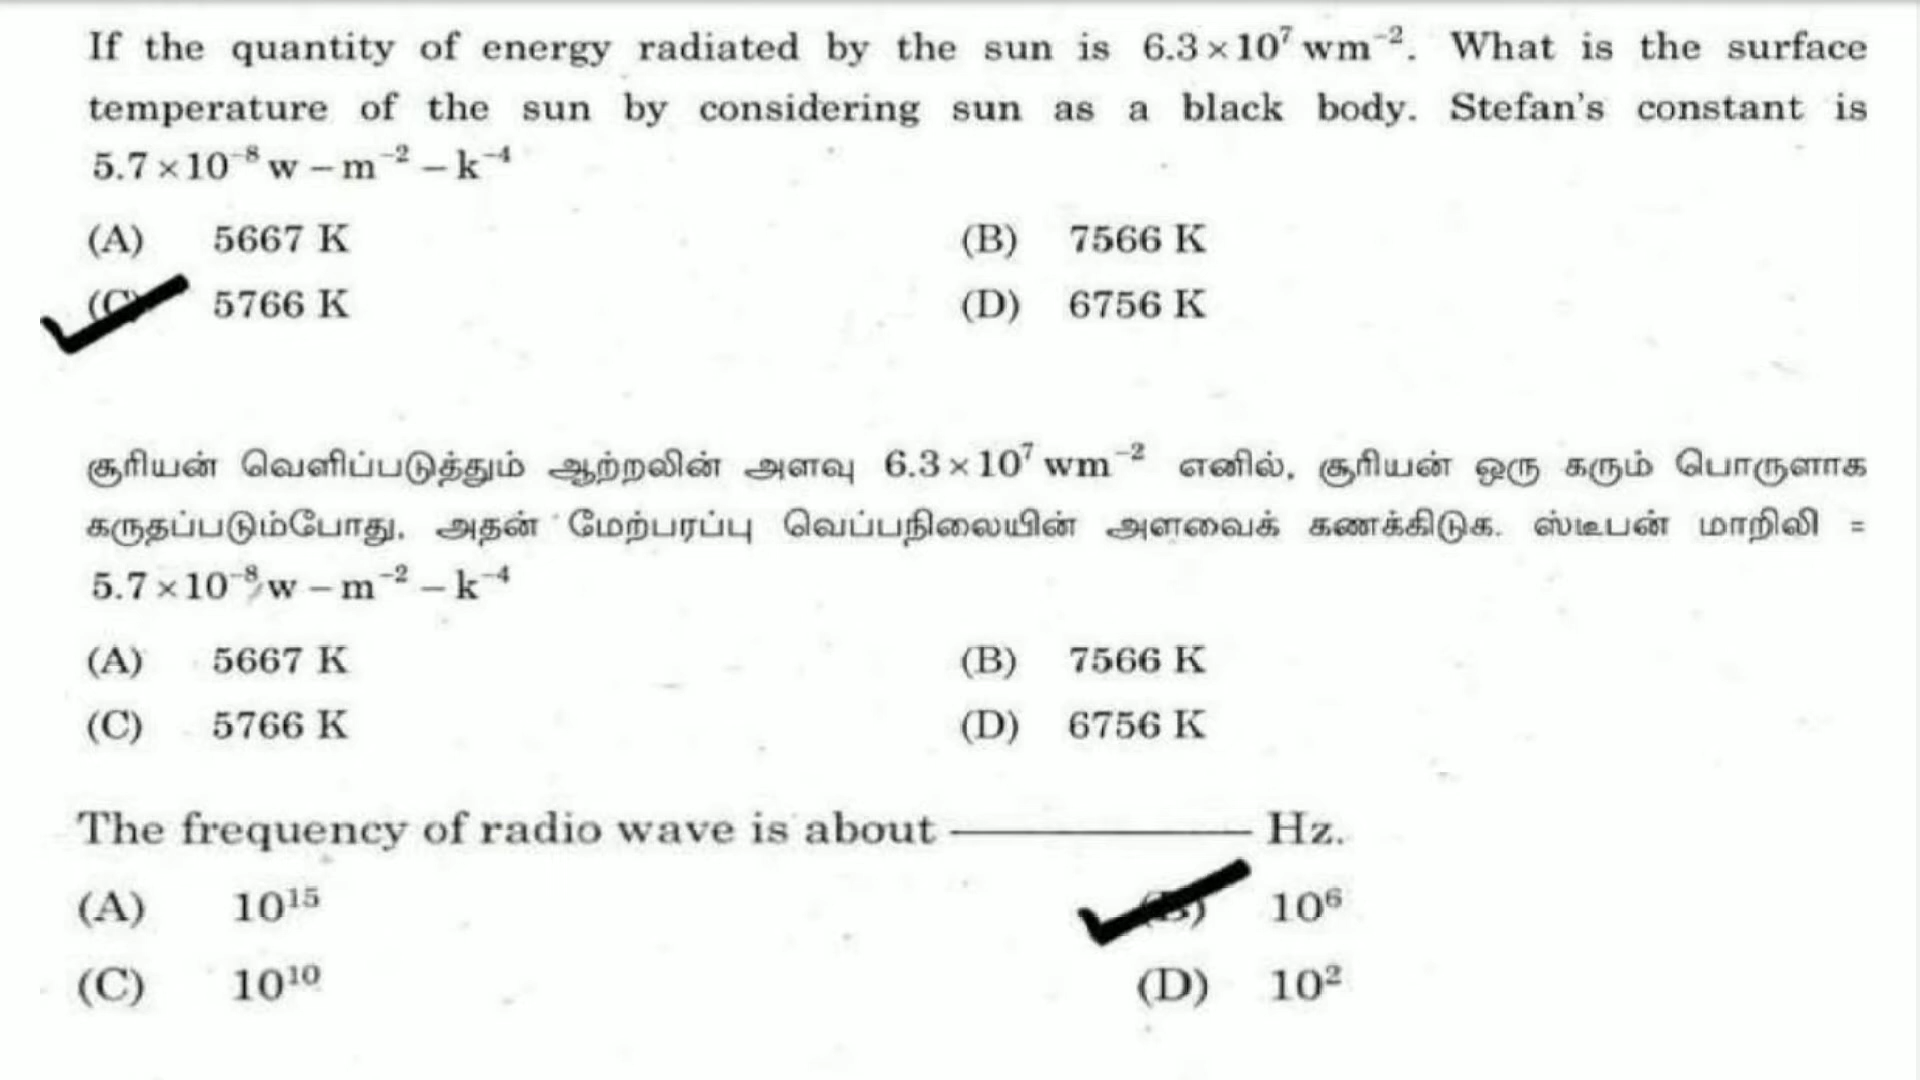 If the quantity of energy radiated by the sun is 6.3 × 10⁷ wm⁻². What is the surface
temperature of the sun by considering sun as a black body. Stefan's constant is
5.7 × 10⁻⁸ w – m⁻² – k⁻⁴
(A) 5667 K (B) 7566 K
(C) 5766 K (D) 6756 K
சூரியன் வெளிப்படுத்தும் ஆற்றலின் அளவு 6.3 × 10⁷ wm⁻² எனில், சூரியன் ஒரு கரும் பொருளாக
கருதப்படும்போது, அதன் மேற்பரப்பு வெப்பநிலையின் அளவைக் கணக்கிடுக. ஸ்டீபன் மாறிலி =
5.7 × 10⁻⁸ w – m⁻² – k⁻⁴
(A) 5667 K (B) 7566 K
(C) 5766 K (D) 6756 K
The frequency of radio wave is about ———— Hz.
(A) 10¹⁵ (B) 10⁶
(C) 10¹⁰ (D) 10²